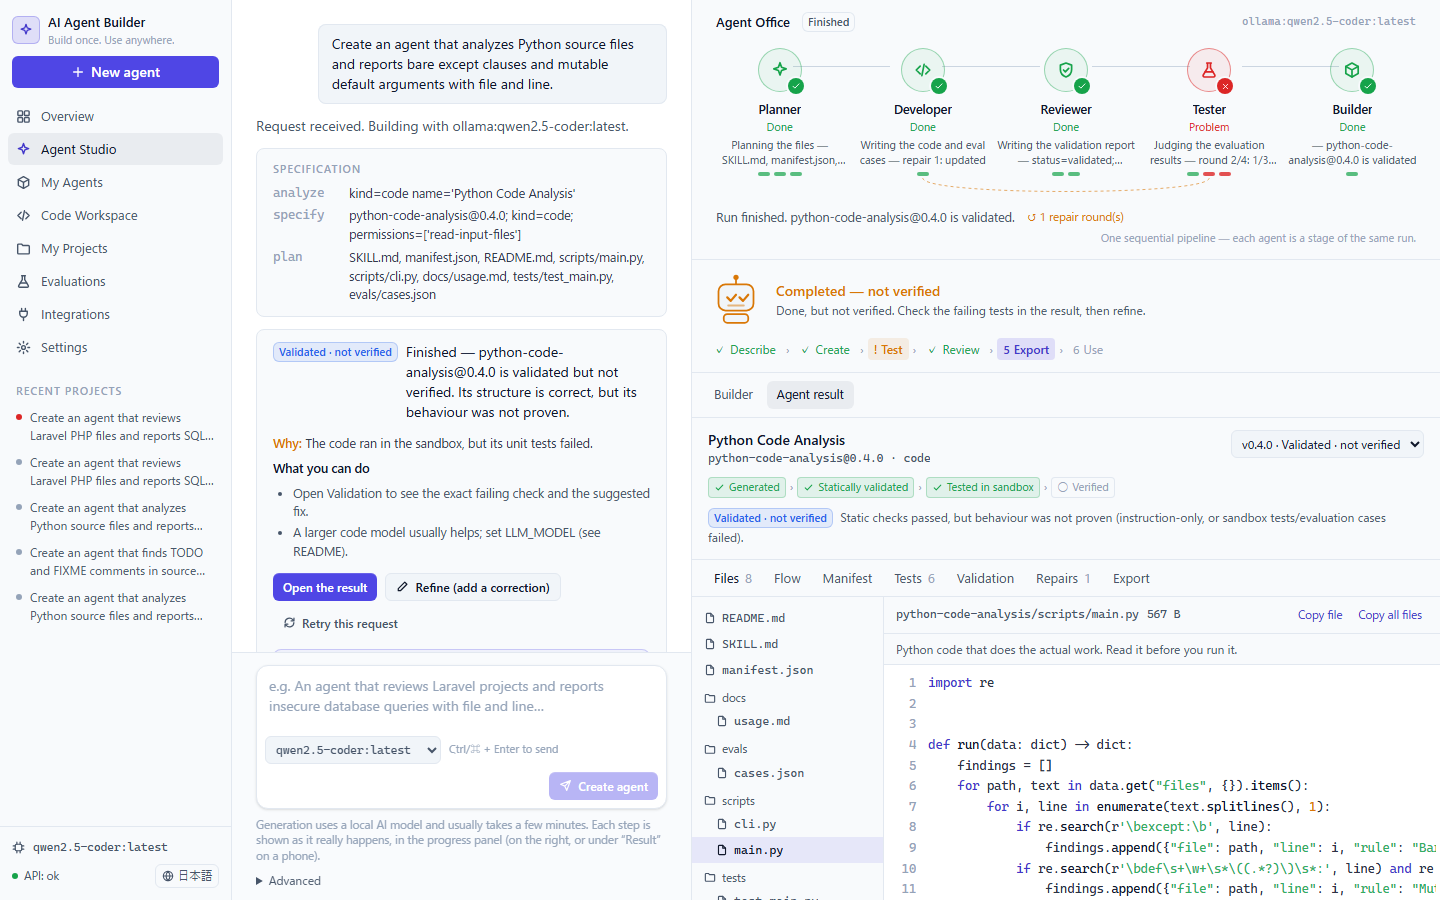 AI Agent Builder
Build once. Use anywhere.
+ New agent
Overview
Agent Studio
My Agents
Code Workspace
My Projects
Evaluations
Integrations
Settings
RECENT PROJECTS
Create an agent that reviews
Laravel PHP files and reports SQL...
Create an agent that reviews
Laravel PHP files and reports SQL...
Create an agent that analyzes
Python source files and reports...
Create an agent that finds TODO
and FIXME comments in source...
Create an agent that analyzes
Python source files and reports...
qwen2.5-coder:latest
API: ok
日本語
Create an agent that analyzes Python source files
and reports bare except clauses and mutable
default arguments with file and line.
Request received. Building with ollama:qwen2.5-coder:latest.
SPECIFICATION
analyze kind=code name='Python Code Analysis'
specify python-code-analysis@0.4.0; kind=code;
permissions=['read-input-files']
plan SKILL.md, manifest.json, README.md, scripts/main.py,
scripts/cli.py, docs/usage.md, tests/test_main.py,
evals/cases.json
Validated · not verified Finished — python-code-
analysis@0.4.0 is validated but not
verified. Its structure is correct, but its
behaviour was not proven.
Why: The code ran in the sandbox, but its unit tests failed.
What you can do
• Open Validation to see the exact failing check and the suggested
fix.
• A larger code model usually helps; set LLM_MODEL (see
README).
Open the result
Refine (add a correction)
Retry this request
e.g. An agent that reviews Laravel projects and reports
insecure database queries with file and line...
qwen2.5-coder:latest Ctrl/⌘ + Enter to send
Create agent
Generation uses a local AI model and usually takes a few minutes. Each step is
shown as it really happens, in the progress panel (on the right, or under "Result"
on a phone).
Advanced
Agent Office Finished ollama:qwen2.5-coder:latest
Planner
Done
Planning the files —
SKILL.md, manifest.json,...
Developer
Done
Writing the code and eval
cases — repair 1: updated
Reviewer
Done
Writing the validation report
— status=validated;...
Tester
Problem
Judging the evaluation
results — round 2/4: 1/3...
Builder
Done
— python-code-
analysis@0.4.0 is validated
Run finished. python-code-analysis@0.4.0 is validated. ↺ 1 repair round(s)
One sequential pipeline — each agent is a stage of the same run.
Completed — not verified
Done, but not verified. Check the failing tests in the result, then refine.
✓ Describe › ✓ Create › ! Test › ✓ Review › 5 Export › 6 Use
Builder Agent result
Python Code Analysis
python-code-analysis@0.4.0 · code
v0.4.0 · Validated · not verified
✓ Generated › ✓ Statically validated › ✓ Tested in sandbox › Verified
Validated · not verified Static checks passed, but behaviour was not proven (instruction-only, or sandbox tests/evaluation cases
failed).
Files 8 Flow Manifest Tests 6 Validation Repairs 1 Export
README.md
SKILL.md
manifest.json
docs
usage.md
evals
cases.json
scripts
cli.py
main.py
tests
test_main.py
python-code-analysis/scripts/main.py 567 B Copy file Copy all files
Python code that does the actual work. Read it before you run it.
1 import re
2
3
4 def run(data: dict) -> dict:
5 findings = []
6 for path, text in data.get("files", {}).items():
7 for i, line in enumerate(text.splitlines(), 1):
8 if re.search(r'\bexcept:\b', line):
9 findings.append({"file": path, "line": i, "rule": "Ba
10 if re.search(r'\bdef\s+\w+\s*\((.*?)\)\s*:', line) and re
11 findings.append({"file": path, "line": i, "rule": "Mu